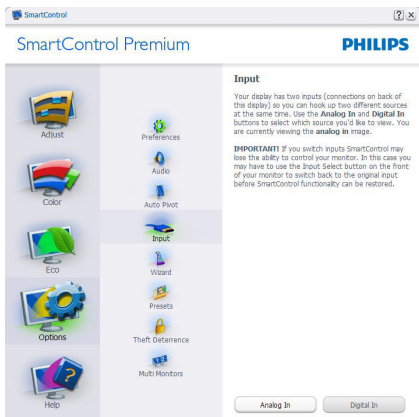 SmartControl
SmartControl Premium
PHILIPS
Adjust
Color
Eco
Options
Help
Preferences
Audio
Auto Pivot
Input
Wizard
Presets
Theft Deterrence
Multi Monitors
Input
Your display has two inputs (connections on back of
this display) so you can hook up two different sources
at the same time. Use the Analog In and Digital In
buttons to select which source you'd like to view. You
are currently viewing the analog in image.
IMPORTANT! If you switch inputs SmartControl may
lose the ability to control your monitor. In this case you
may have to use the Input Select button on the front
of your monitor to switch back to the original input
before SmartControl functionality can be restored.
Analog In
Digital In